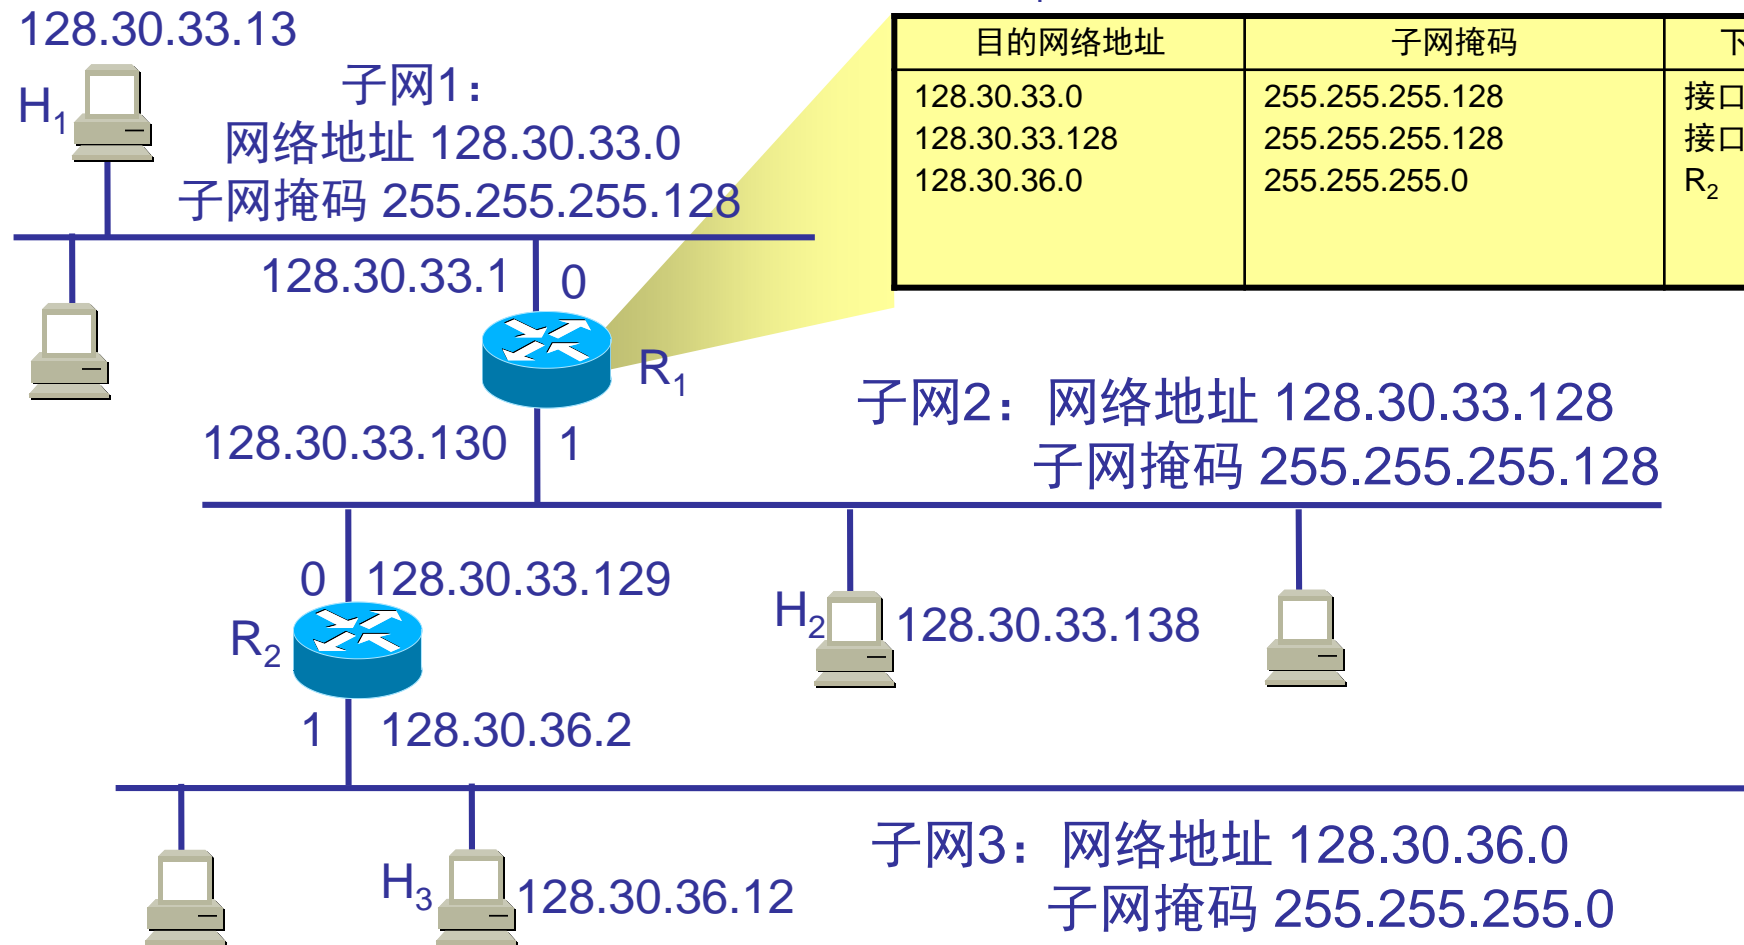 128.30.33.13
H1
子网1：
网络地址 128.30.33.0
子网掩码 255.255.255.128
目的网络地址 子网掩码 下
128.30.33.0 255.255.255.128 接口
128.30.33.128 255.255.255.128 接口
128.30.36.0 255.255.255.0 R2
128.30.33.1 0
R1
128.30.33.130 1
子网2：网络地址 128.30.33.128
子网掩码 255.255.255.128
0 128.30.33.129
R2
H2 128.30.33.138
1 128.30.36.2
子网3：网络地址 128.30.36.0
子网掩码 255.255.255.0
H3 128.30.36.12